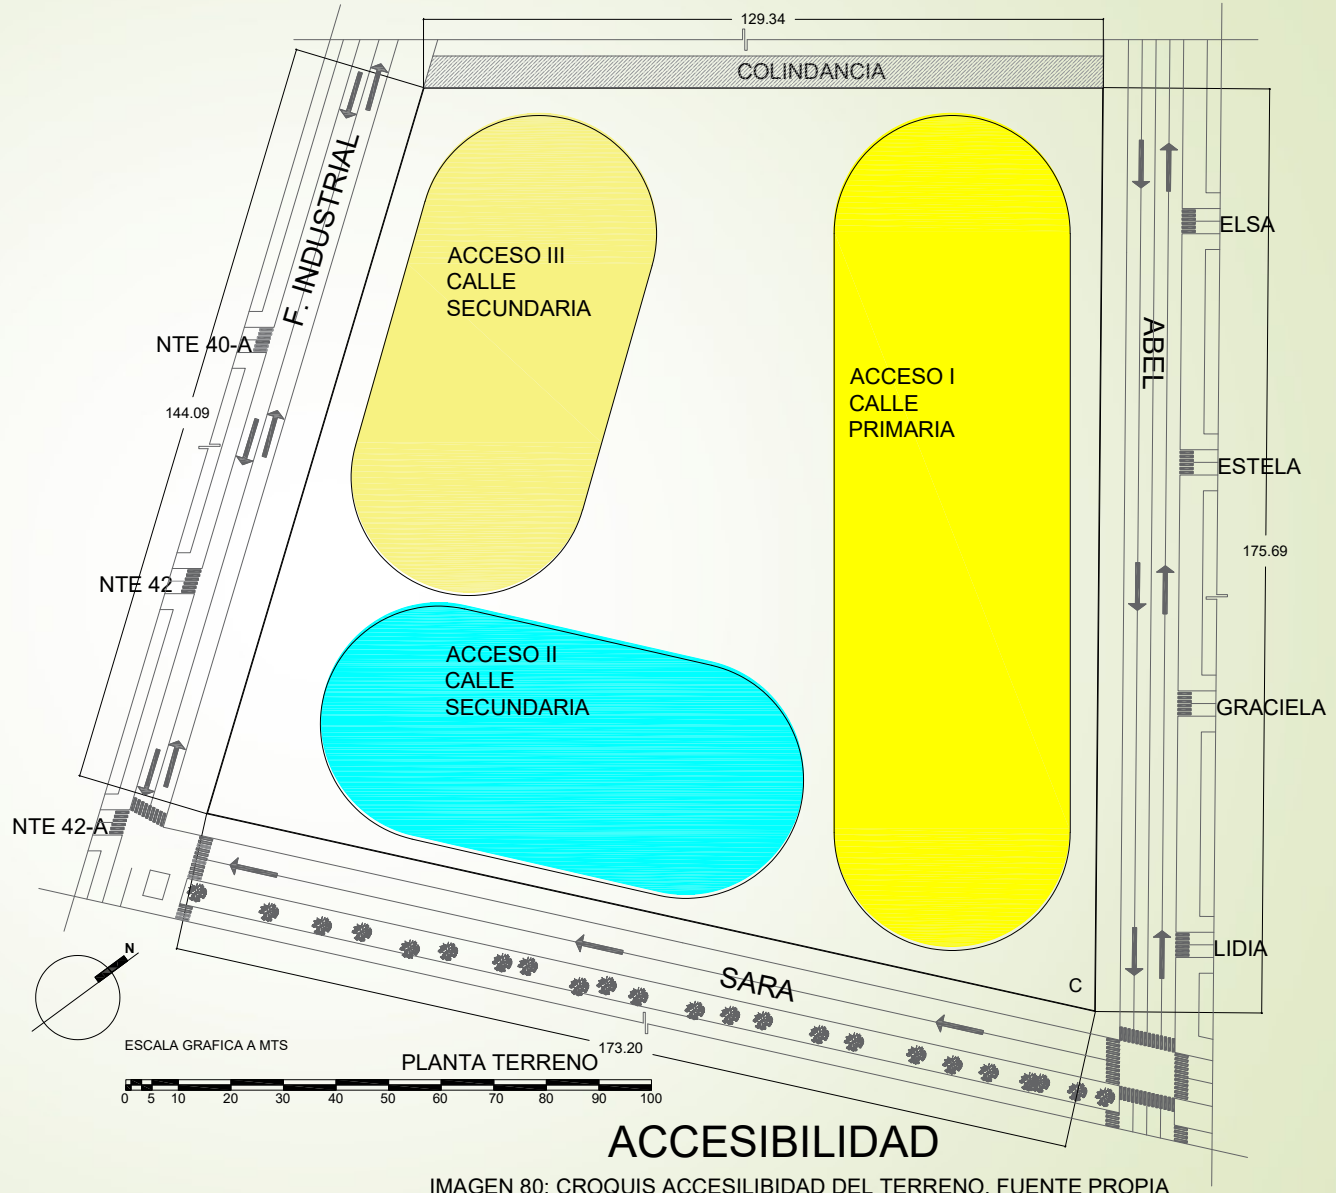 129.34
COLINDANCIA
F. INDUSTRIAL
ELSA
ACCESO III
CALLE
SECUNDARIA
NTE 40-A
ABEL
ACCESO I
CALLE
PRIMARIA
144.09
ESTELA
175.69
NTE 42
ACCESO II
CALLE
SECUNDARIA
GRACIELA
NTE 42-A
LIDIA
N
SARA
C
ESCALA GRAFICA A MTS
173.20
PLANTA TERRENO
0 5 10 20 30 40 50 60 70 80 90 100
ACCESIBILIDAD
IMAGEN 80: CROQUIS ACCESILIBIDAD DEL TERRENO. FUENTE PROPIA